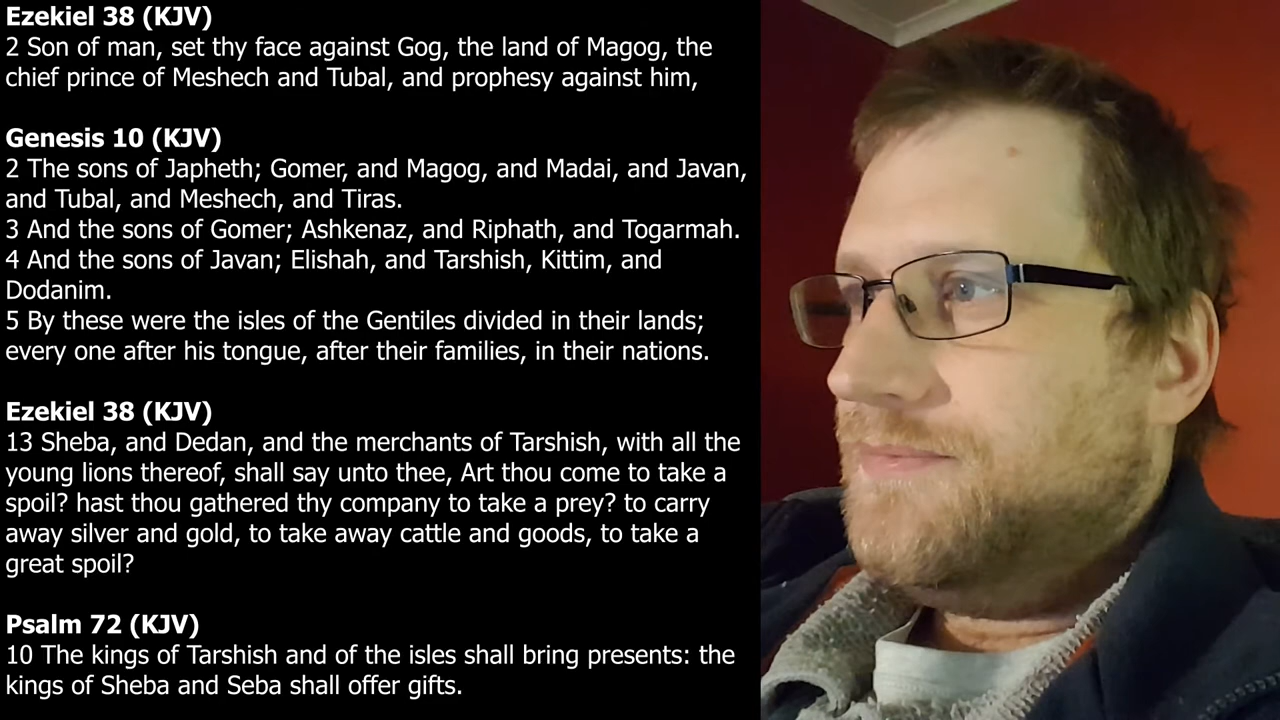 Ezekiel 38 (KJV)
2 Son of man, set thy face against Gog, the land of Magog, the
chief prince of Meshech and Tubal, and prophesy against him,
Genesis 10 (KJV)
2 The sons of Japheth; Gomer, and Magog, and Madai, and Javan,
and Tubal, and Meshech, and Tiras.
3 And the sons of Gomer; Ashkenaz, and Riphath, and Togarmah.
4 And the sons of Javan; Elishah, and Tarshish, Kittim, and
Dodanim.
5 By these were the isles of the Gentiles divided in their lands;
every one after his tongue, after their families, in their nations.
Ezekiel 38 (KJV)
13 Sheba, and Dedan, and the merchants of Tarshish, with all the
young lions thereof, shall say unto thee, Art thou come to take a
spoil? hast thou gathered thy company to take a prey? to carry
away silver and gold, to take away cattle and goods, to take a
great spoil?
Psalm 72 (KJV)
10 The kings of Tarshish and of the isles shall bring presents: the
kings of Sheba and Seba shall offer gifts.